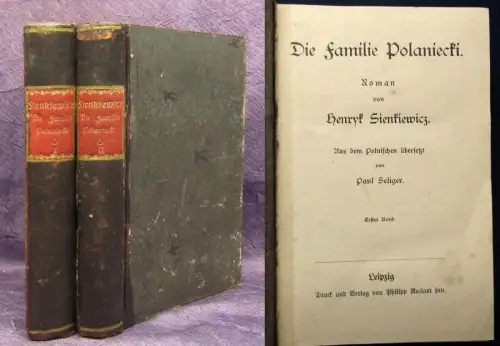 Sienkiewicz
Die Familie
Polaniecki
I
Sienkiewicz
Die Familie
Polaniecki
II
Die Familie Polaniecki.
Roman
von
Henryk Sienkiewicz.
Aus dem Polnischen übersetzt
von
Paul Seliger.
Erster Band
Leipzig
Druck und Verlag von Philipp Reclam jun.